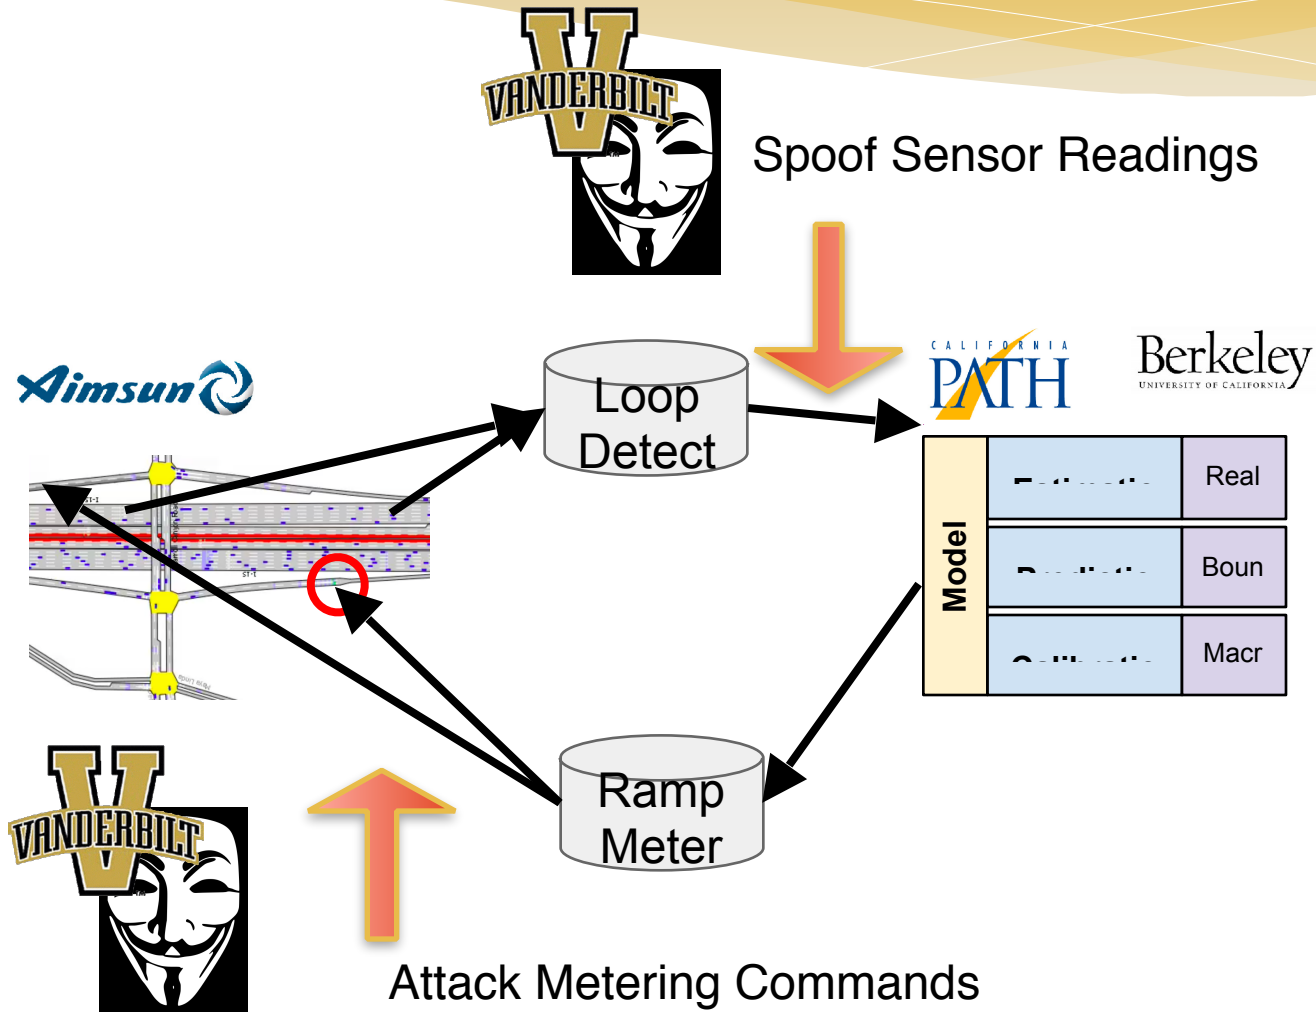 VANDERBILT
Spoof Sensor Readings
Aimsun
Loop
Detect
CALIFORNIA
PATH
Berkeley
UNIVERSITY OF CALIFORNIA
Model
Real
Boun
Macr
Ramp
Meter
VANDERBILT
Attack Metering Commands